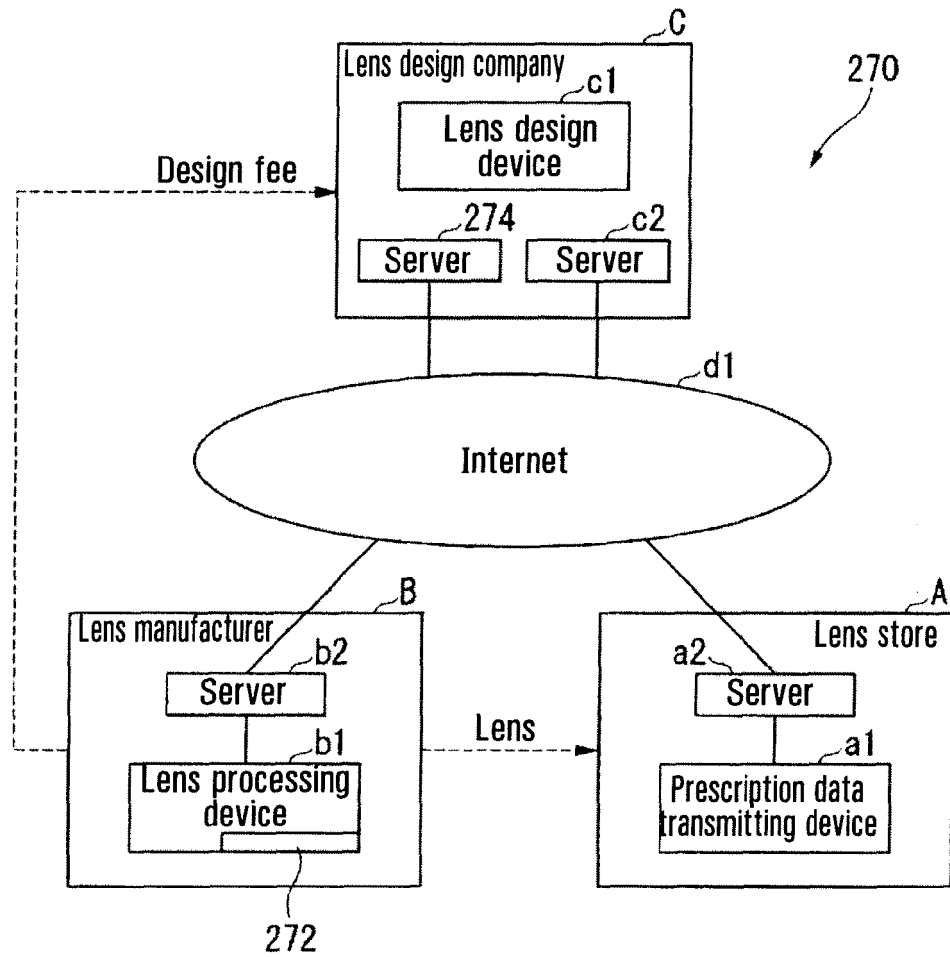 C
Lens design company
270
c1
Lens design
device
Design fee
274
c2
Server
Server
d1
Internet
B
A
Lens manufacturer
Lens store
b2
a2
Server
Server
Lens
b1
a1
Lens processing
device
Prescription data
transmitting device
272